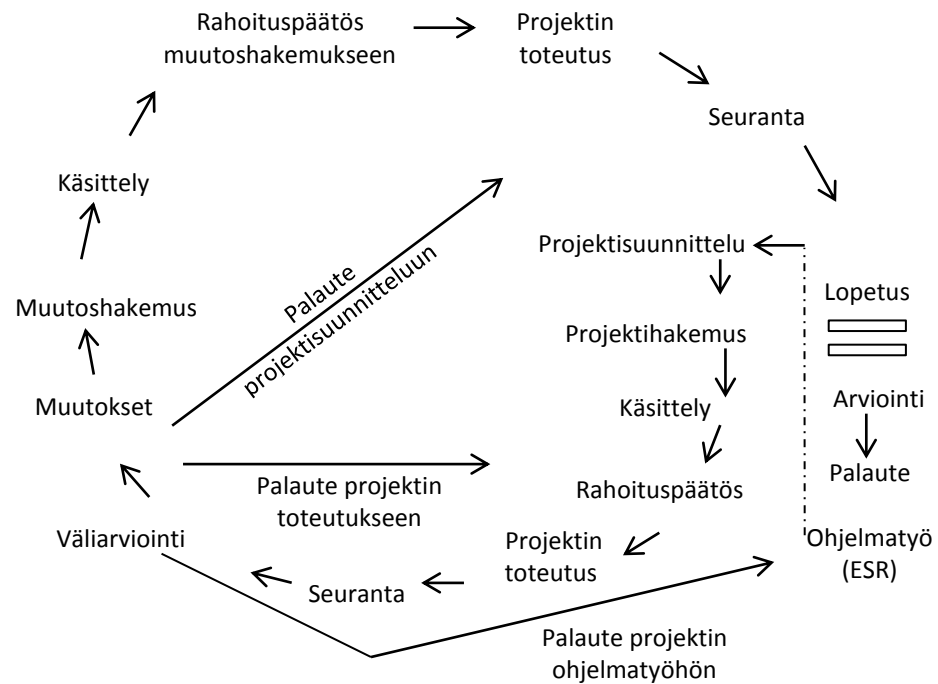 Rahoituspäätös
muutoshakemukseen
Projektin
toteutus
Seuranta
Käsittely
Palaute
projektisuunnitteluun
Projektisuunnittelu
Muutoshakemus
Lopetus
Projektihakemus
Muutokset
Käsittely
Arviointi
Palaute projektin
toteutukseen
Rahoituspäätös
Palaute
Väliarviointi
Projektin
toteutus
Ohjelmatyö
(ESR)
Seuranta
Palaute projektin
ohjelmatyöhön